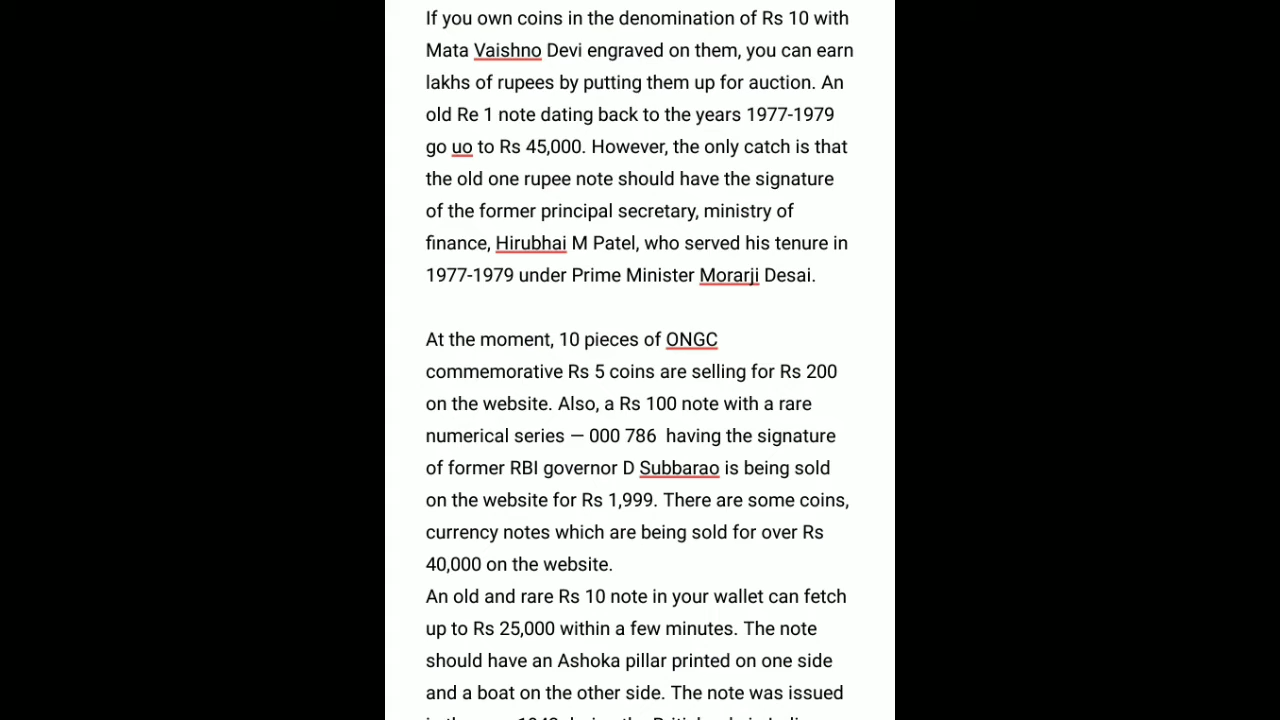 If you own coins in the denomination of Rs 10 with
Mata Vaishno Devi engraved on them, you can earn
lakhs of rupees by putting them up for auction. An
old Re 1 note dating back to the years 1977-1979
go uo to Rs 45,000. However, the only catch is that
the old one rupee note should have the signature
of the former principal secretary, ministry of
finance, Hirubhai M Patel, who served his tenure in
1977-1979 under Prime Minister Morarji Desai.
At the moment, 10 pieces of ONGC
commemorative Rs 5 coins are selling for Rs 200
on the website. Also, a Rs 100 note with a rare
numerical series — 000 786 having the signature
of former RBI governor D Subbarao is being sold
on the website for Rs 1,999. There are some coins,
currency notes which are being sold for over Rs
40,000 on the website.
An old and rare Rs 10 note in your wallet can fetch
up to Rs 25,000 within a few minutes. The note
should have an Ashoka pillar printed on one side
and a boat on the other side. The note was issued